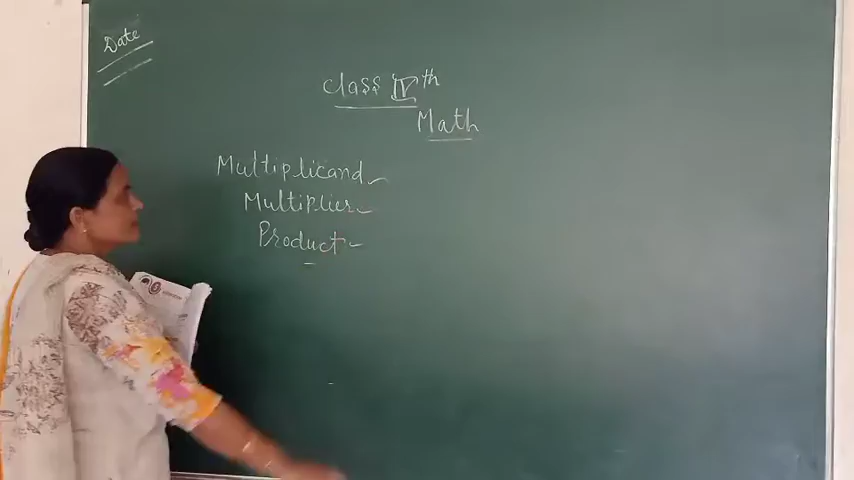 Date
Class IVth
Math
Multiplicand -
Multiplier -
Product -